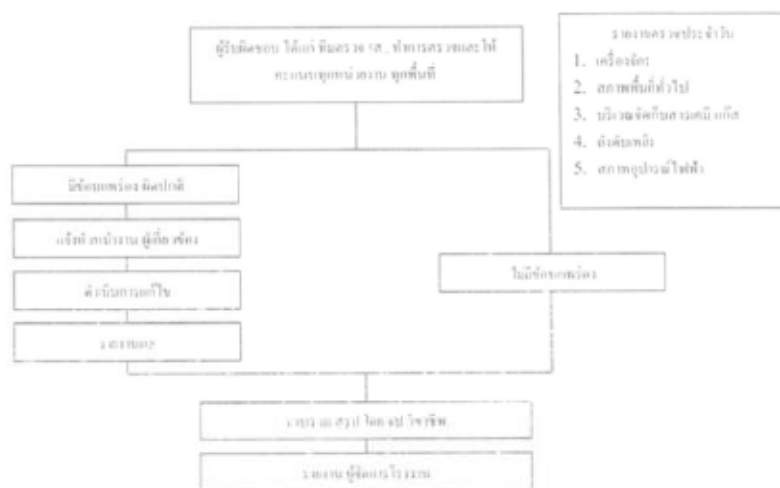 ผู้รับผิดชอบ ได้แก่ ทีมตรวจ 5ส. ทำการตรวจและให้
คะแนนทุกหน่วยงาน ทุกพื้นที่
รายงานตรวจประจำวัน
1. เครื่องจักร
2. สภาพพื้นที่ทั่วไป
3. บริเวณจัดเก็บสารเคมี แก๊ส
4. ถังดับเพลิง
5. สภาพอุปกรณ์ไฟฟ้า
มีข้อบกพร่อง ผิดปกติ
แจ้งหัวหน้างาน ผู้เกี่ยวข้อง
ดำเนินการแก้ไข
รายงานผล
ไม่มีข้อบกพร่อง
รวบรวม สรุป โดย จป วิชาชีพ
รายงาน ผู้จัดการโรงงาน